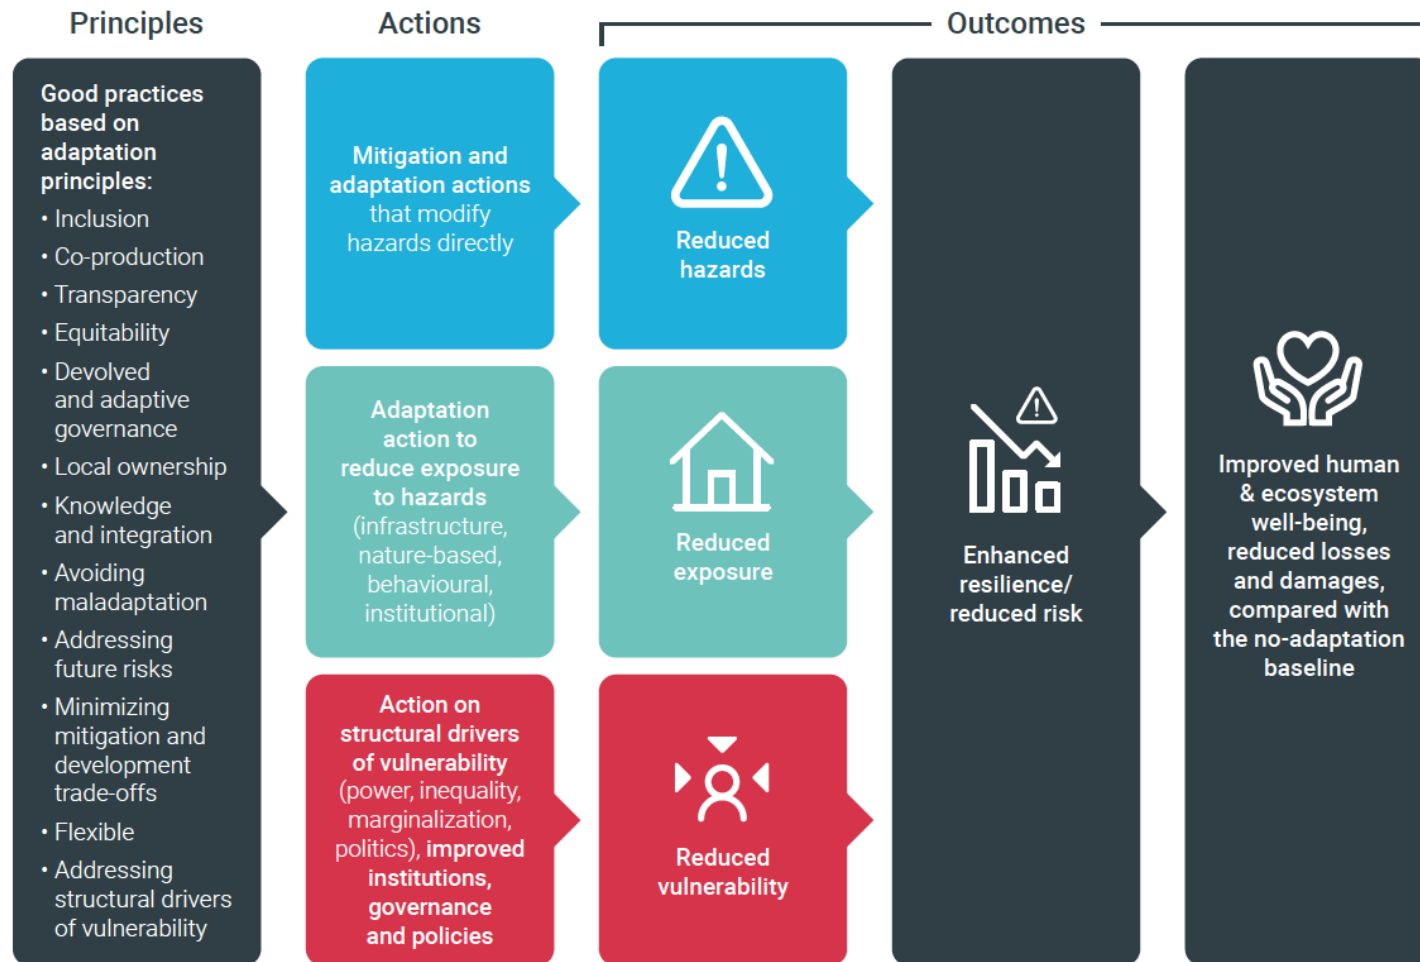 Principles
Actions
Outcomes
Good practices
based on
adaptation
principles:
• Inclusion
• Co-production
• Transparency
• Equitability
• Devolved
and adaptive
governance
• Local ownership
• Knowledge
and integration
• Avoiding
maladaptation
• Addressing
future risks
• Minimizing
mitigation and
development
trade-offs
• Flexible
• Addressing
structural drivers
of vulnerability
Mitigation and
adaptation actions
that modify
hazards directly
Adaptation
action to
reduce exposure
to hazards
(infrastructure,
nature-based,
behavioural,
institutional)
Action on
structural drivers
of vulnerability
(power, inequality,
marginalization,
politics), improved
institutions,
governance
and policies
Reduced
hazards
Reduced
exposure
Reduced
vulnerability
Enhanced
resilience/
reduced risk
Improved human
& ecosystem
well-being,
reduced losses
and damages,
compared with
the no-adaptation
baseline